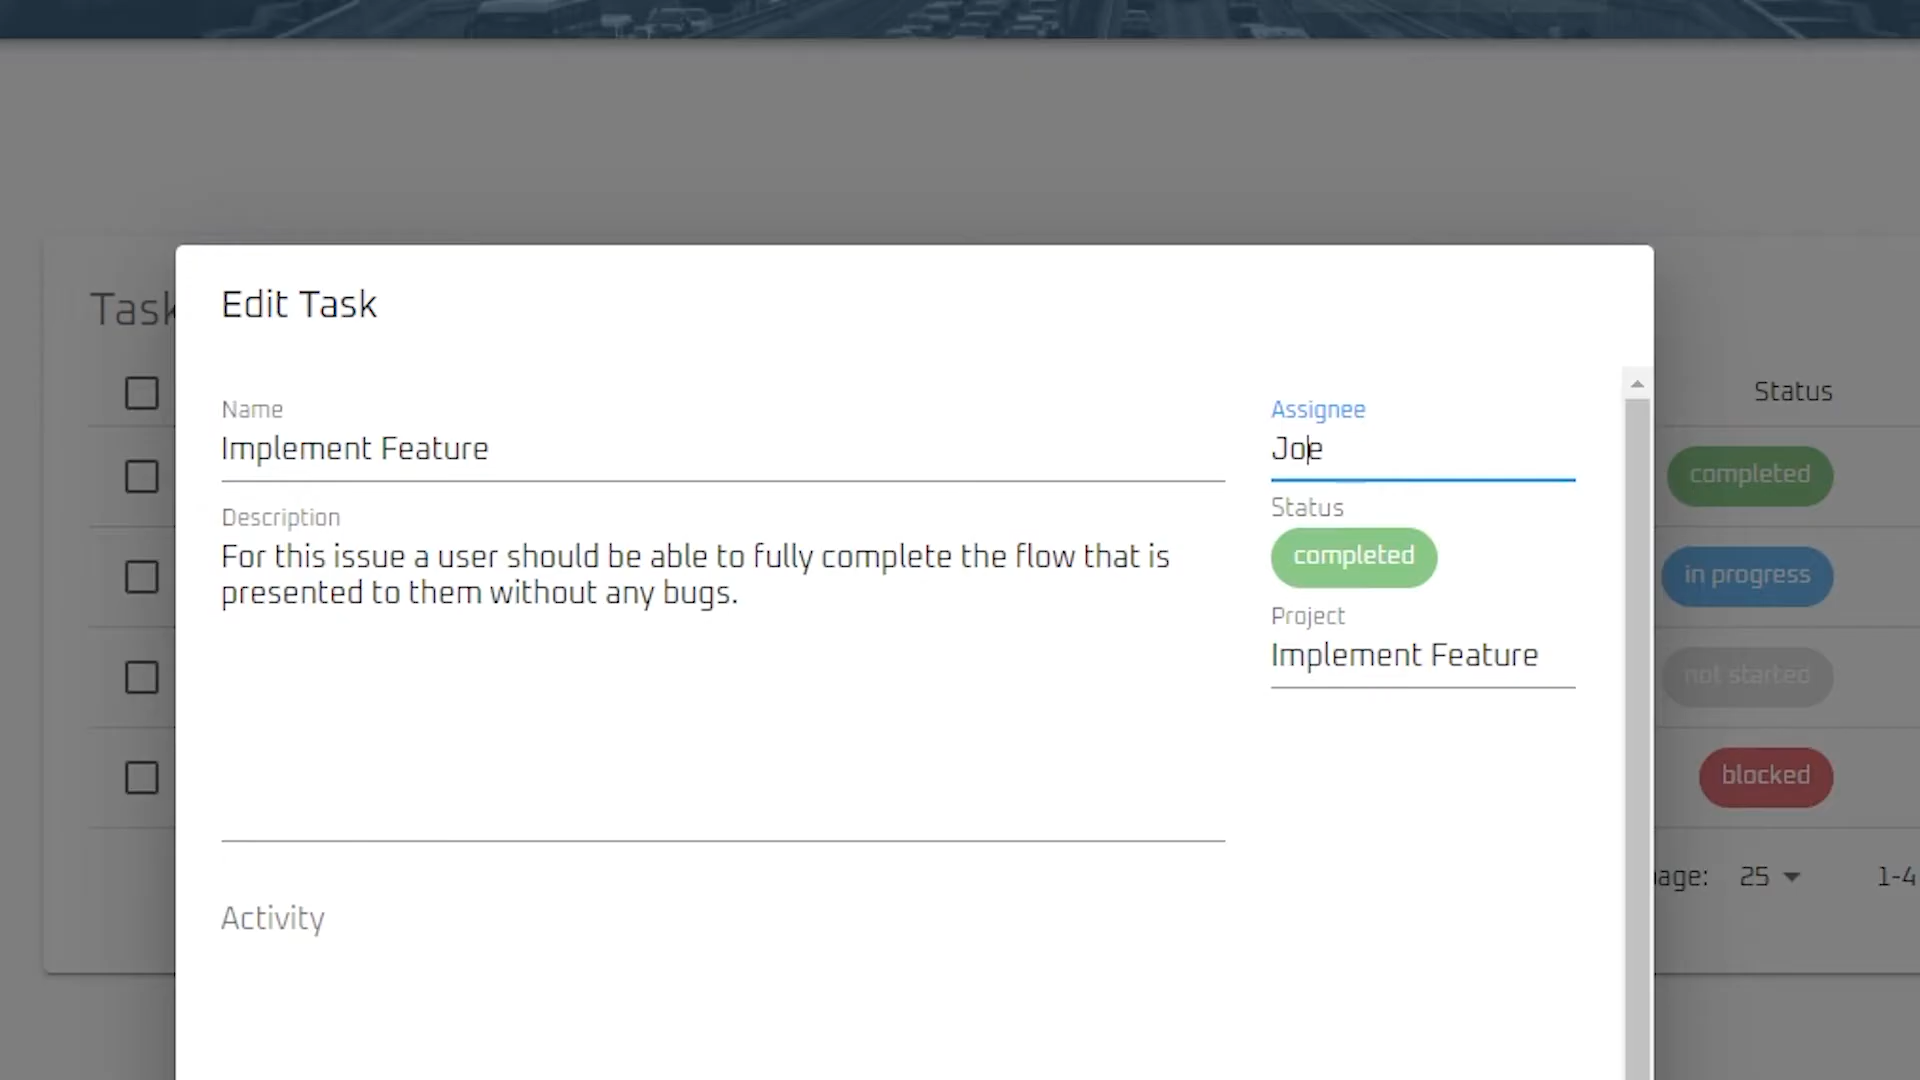 Task
Edit Task
Name
Implement Feature
Assignee
Joe
Status
Description
For this issue a user should be able to fully complete the flow that is
presented to them without any bugs.
Status
completed
Project
Implement Feature
completed
in progress
not started
blocked
page:
25
1-4
Activity